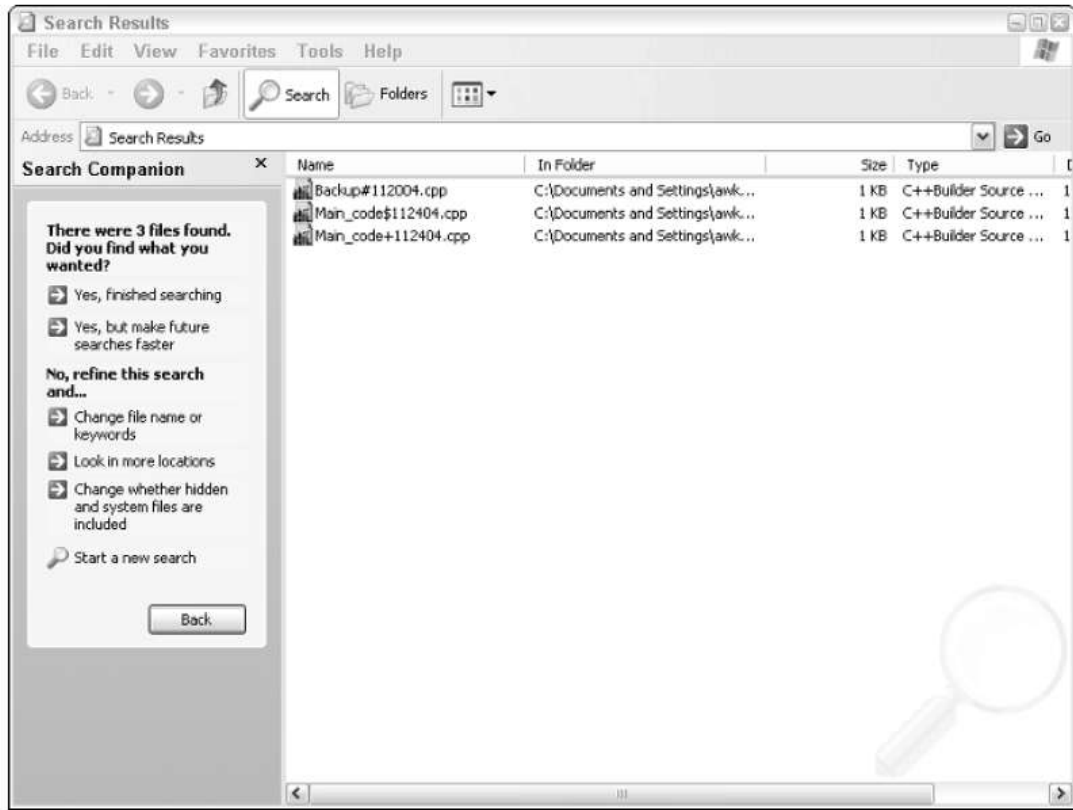 Search Results
File Edit View Favorites Tools Help
Back Search Folders
Address Search Results Go
Search Companion ×
There were 3 files found.
Did you find what you
wanted?
Yes, finished searching
Yes, but make future
searches faster
No, refine this search
and...
Change file name or
keywords
Look in more locations
Change whether hidden
and system files are
included
Start a new search
Back
Name In Folder Size Type
Backup#112004.cpp C:\Documents and Settings\awk... 1 KB C++Builder Source ... 1
Main_code$112404.cpp C:\Documents and Settings\awk... 1 KB C++Builder Source ... 1
Main_code+112404.cpp C:\Documents and Settings\awk... 1 KB C++Builder Source ... 1